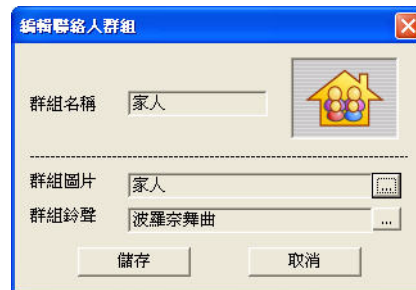 編輯聯絡人群組
群組名稱 家人
群組圖片 家人 ...
群組鈴聲 波羅奈舞曲 ...
儲存 取消